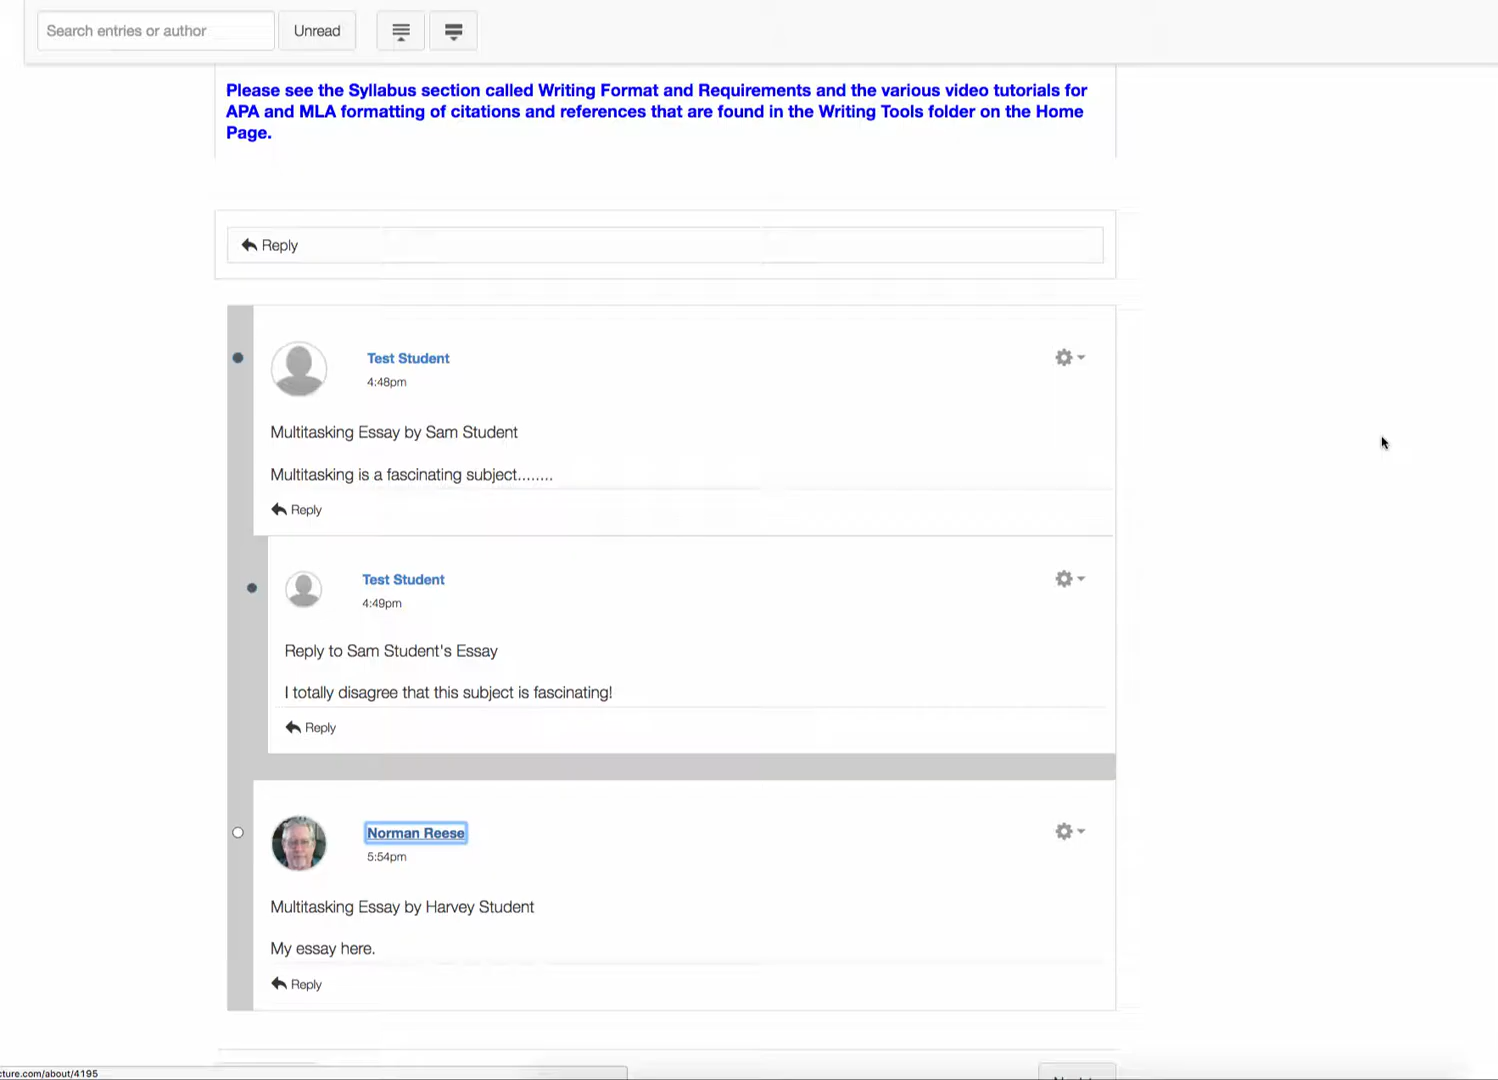 Search entries or author
Unread
Please see the Syllabus section called Writing Format and Requirements and the various video tutorials for
APA and MLA formatting of citations and references that are found in the Writing Tools folder on the Home
Page.
Reply
Test Student
4:48pm
Multitasking Essay by Sam Student
Multitasking is a fascinating subject........
Reply
Test Student
4:49pm
Reply to Sam Student's Essay
I totally disagree that this subject is fascinating!
Reply
Norman Reese
5:54pm
Multitasking Essay by Harvey Student
My essay here.
Reply
cture.com/about/4195